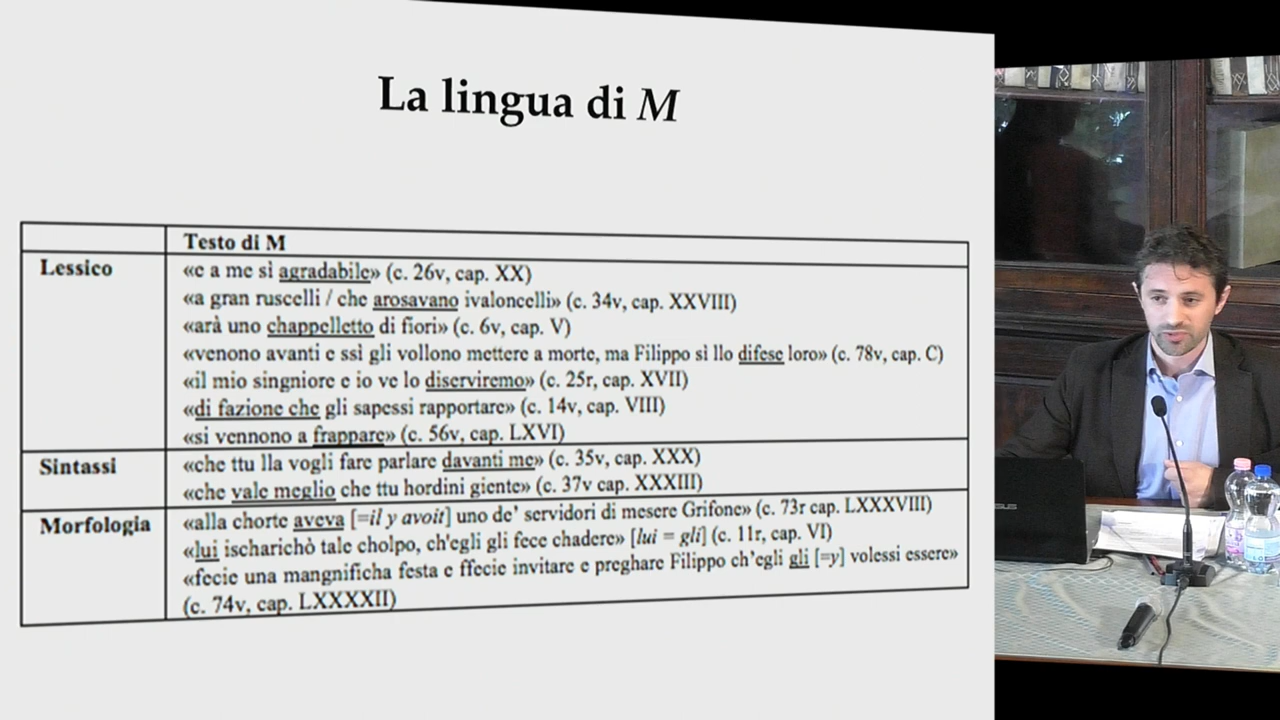 La lingua di M
Testo di M
Lessico
«e a me sì agradabile» (c. 26v, cap. XX)
«a gran ruscelli / che arosavano ivaloncelli» (c. 34v, cap. XXVIII)
«arà uno chappelletto di fiori» (c. 6v, cap. V)
«venono avanti e ssì gli vollono mettere a morte, ma Filippo sì llo difese loro» (c. 78v, cap. C)
«il mio singniore e io ve lo diserviremo» (c. 25r, cap. XVII)
«di fazione che gli sapessi rapportare» (c. 14v, cap. VIII)
«si vennono a frappare» (c. 56v, cap. LXVI)
Sintassi
«che ttu lla vogli fare parlare davanti me» (c. 35v, cap. XXX)
«che vale meglio che ttu hordini giente» (c. 37v cap. XXXIII)
Morfologia
«alla chorte aveva [=il y avoit] uno de' servidori di mesere Grifone» (c. 73r cap. LXXXVIII)
«lui ischarichò tale cholpo, ch'egli gli fece chadere» [lui = gli] (c. 11r, cap. VI)
«fecie una mangnificha festa e ffecie invitare e preghare Filippo ch'egli gli [=y] volessi essere»
(c. 74v, cap. LXXXXII)